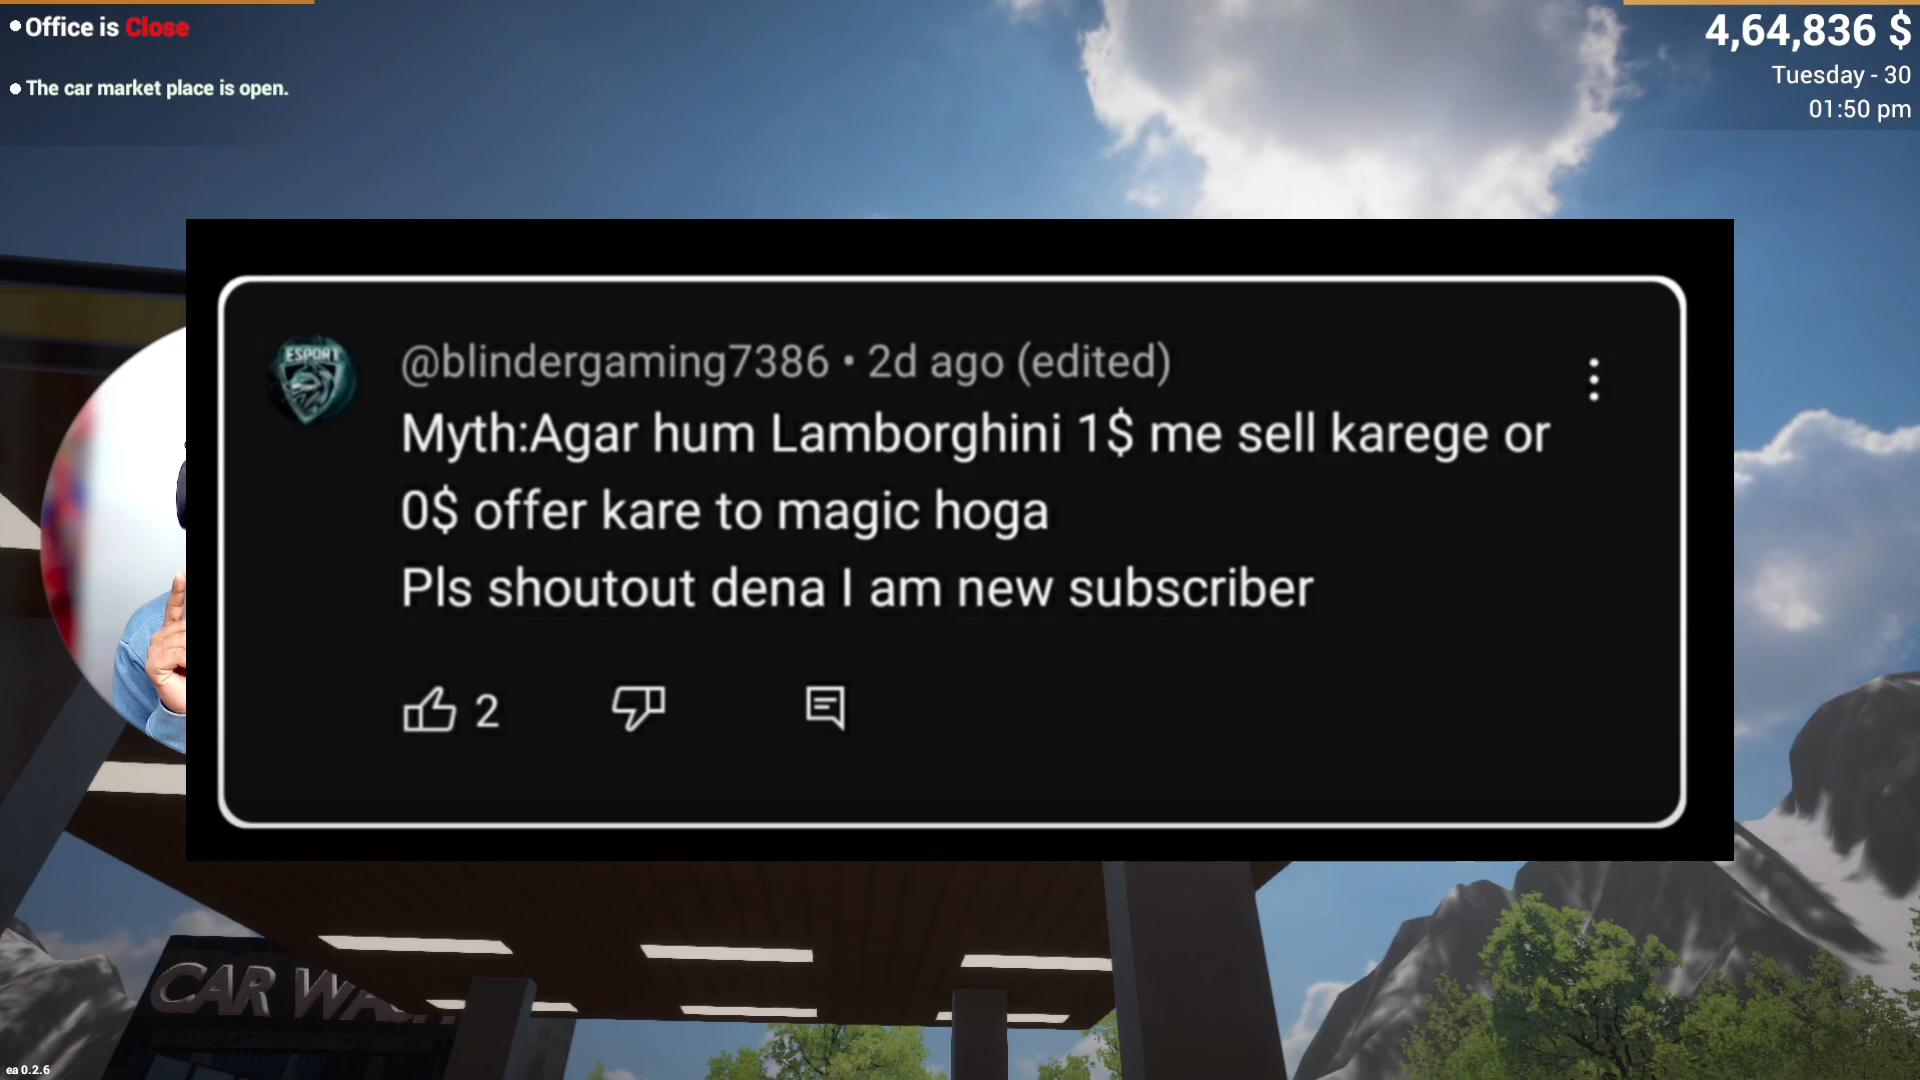 Office is Close
The car market place is open.
4,64,836 $
Tuesday - 30
01:50 pm
ESPORT
@blindergaming7386 • 2d ago (edited)
Myth:Agar hum Lamborghini 1$ me sell karege or
0$ offer kare to magic hoga
Pls shoutout dena I am new subscriber
2
CAR WASH
ea 0.2.6